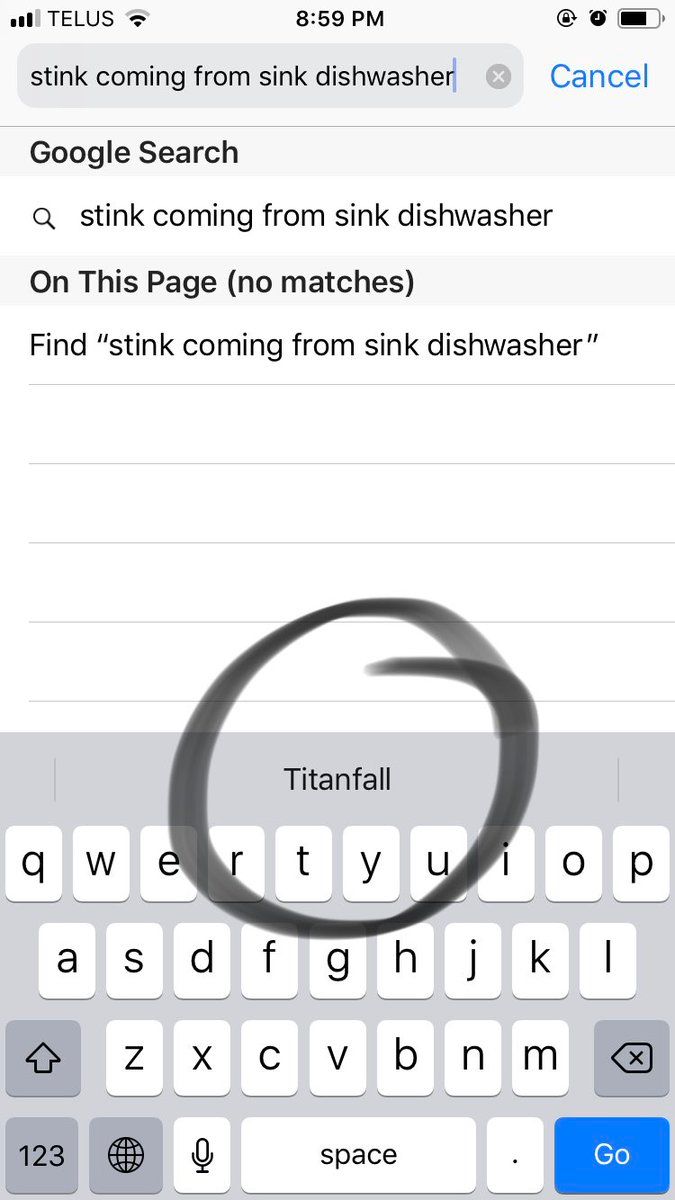 TELUS 8:59 PM
stink coming from sink dishwasher Cancel
Google Search
stink coming from sink dishwasher
On This Page (no matches)
Find “stink coming from sink dishwasher”
Titanfall
q w e r t y u i o p
a s d f g h j k l
z x c v b n m
123 space . Go